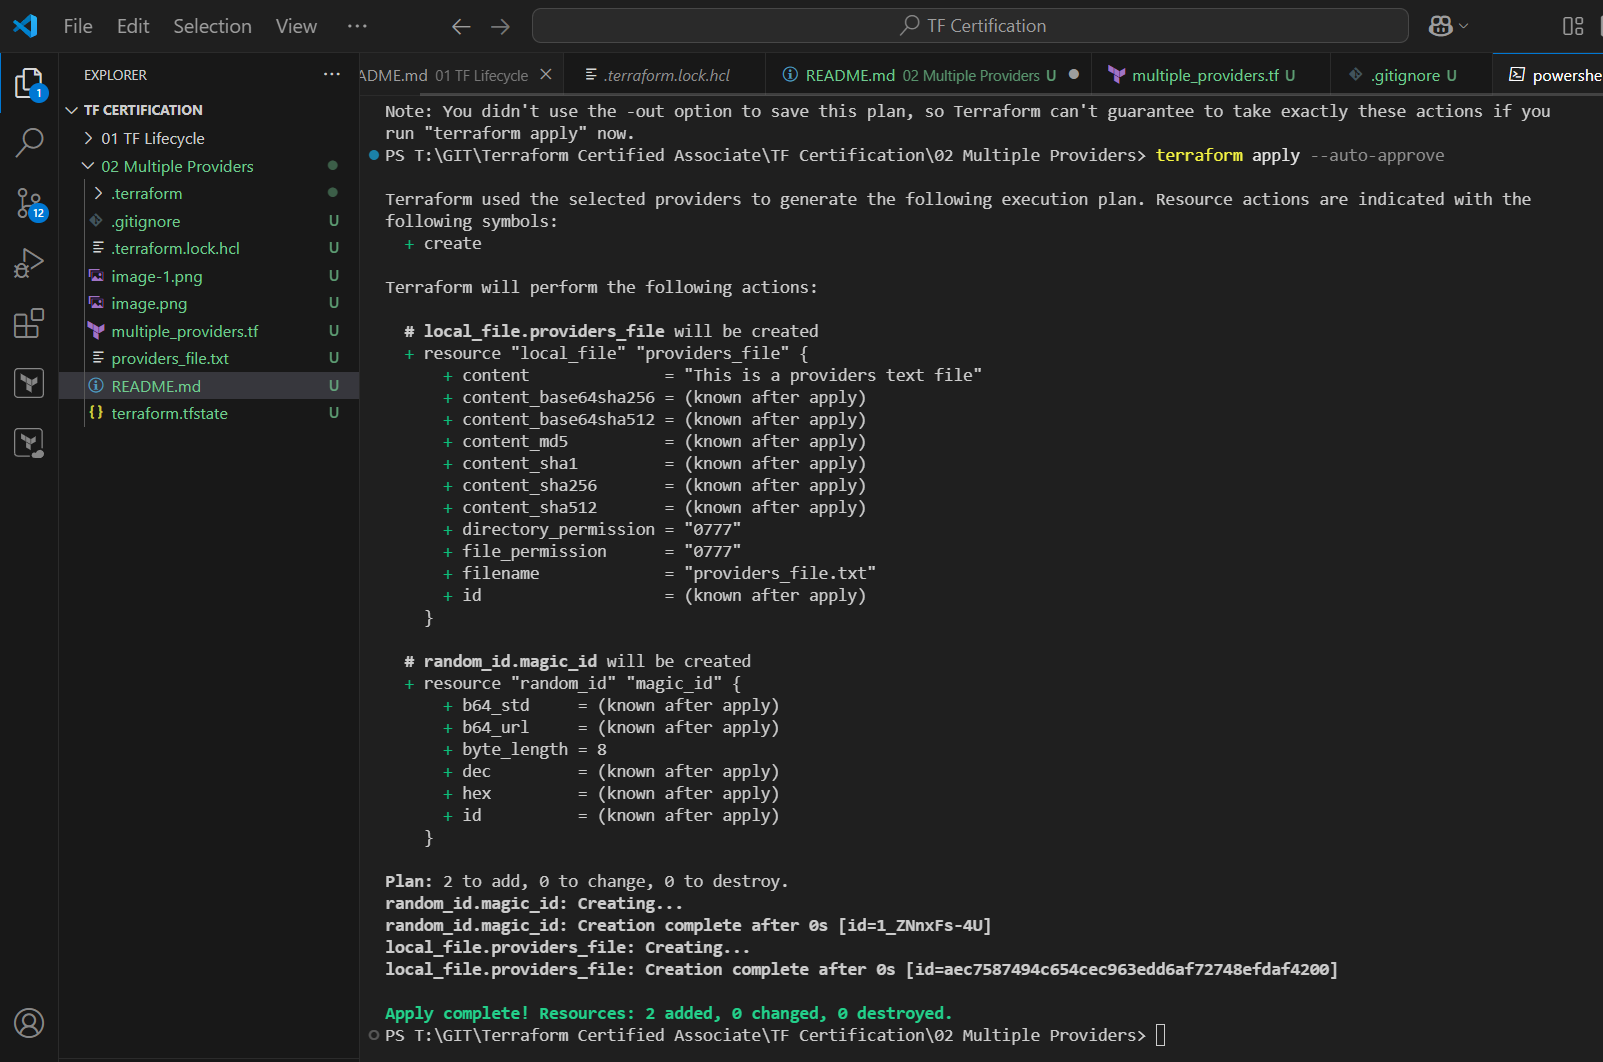 File Edit Selection View ··· TF Certification
EXPLORER ···
1
TF CERTIFICATION
01 TF Lifecycle
02 Multiple Providers
.terraform
.gitignore U
12
.terraform.lock.hcl U
image-1.png U
image.png U
multiple_providers.tf U
providers_file.txt U
README.md U
terraform.tfstate U
ADME.md 01 TF Lifecycle
.terraform.lock.hcl
README.md 02 Multiple Providers U
multiple_providers.tf U
.gitignore U
powershe
Note: You didn't use the -out option to save this plan, so Terraform can't guarantee to take exactly these actions if you
run "terraform apply" now.
PS T:\GIT\Terraform Certified Associate\TF Certification\02 Multiple Providers> terraform apply --auto-approve
Terraform used the selected providers to generate the following execution plan. Resource actions are indicated with the
following symbols:
+ create
Terraform will perform the following actions:
# local_file.providers_file will be created
+ resource "local_file" "providers_file" {
+ content = "This is a providers text file"
+ content_base64sha256 = (known after apply)
+ content_base64sha512 = (known after apply)
+ content_md5 = (known after apply)
+ content_sha1 = (known after apply)
+ content_sha256 = (known after apply)
+ content_sha512 = (known after apply)
+ directory_permission = "0777"
+ file_permission = "0777"
+ filename = "providers_file.txt"
+ id = (known after apply)
}
# random_id.magic_id will be created
+ resource "random_id" "magic_id" {
+ b64_std = (known after apply)
+ b64_url = (known after apply)
+ byte_length = 8
+ dec = (known after apply)
+ hex = (known after apply)
+ id = (known after apply)
}
Plan: 2 to add, 0 to change, 0 to destroy.
random_id.magic_id: Creating...
random_id.magic_id: Creation complete after 0s [id=1_ZNnxFs-4U]
local_file.providers_file: Creating...
local_file.providers_file: Creation complete after 0s [id=aec7587494c654cec963edd6af72748efdaf4200]
Apply complete! Resources: 2 added, 0 changed, 0 destroyed.
PS T:\GIT\Terraform Certified Associate\TF Certification\02 Multiple Providers>